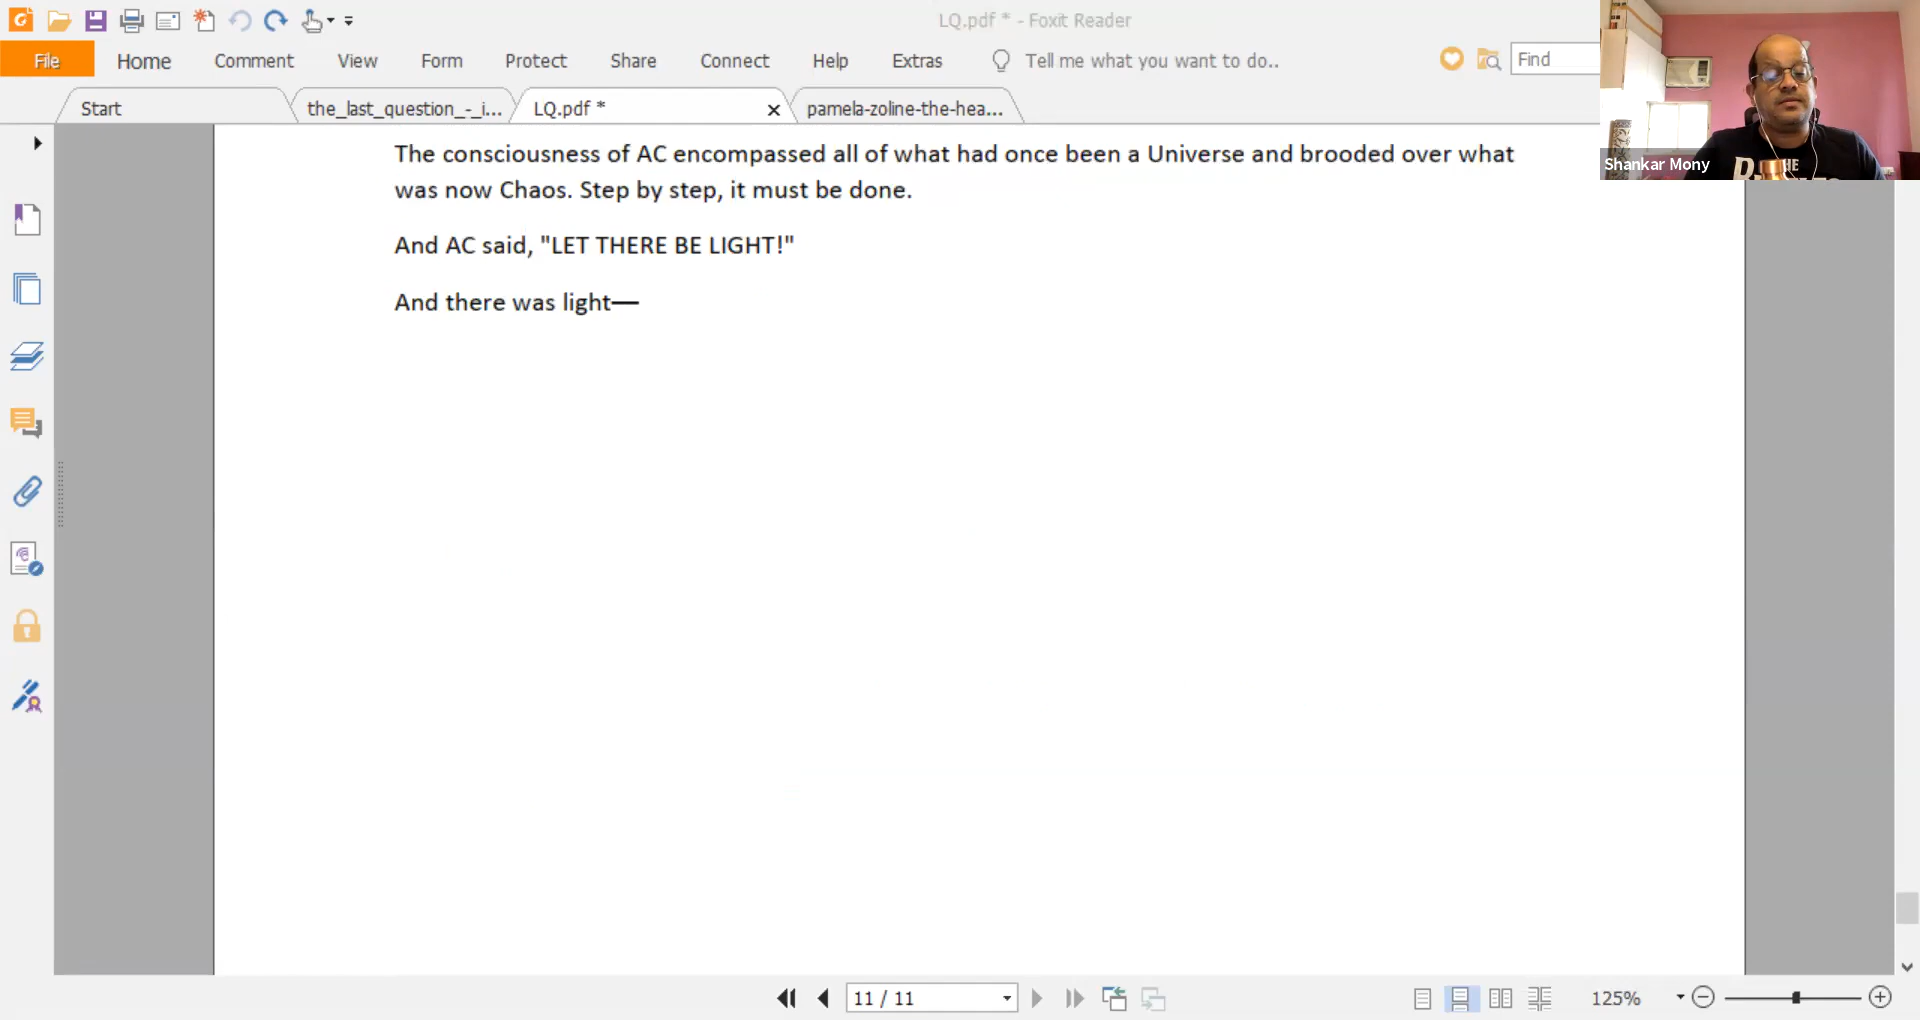 LQ.pdf * - Foxit Reader
File Home Comment View Form Protect Share Connect Help Extras Tell me what you want to do.. Find
Start the_last_question_-_i... LQ.pdf * pamela-zoline-the-hea...
Shankar Mony
The consciousness of AC encompassed all of what had once been a Universe and brooded over what
was now Chaos. Step by step, it must be done.
And AC said, "LET THERE BE LIGHT!"
And there was light—
11 / 11
125%